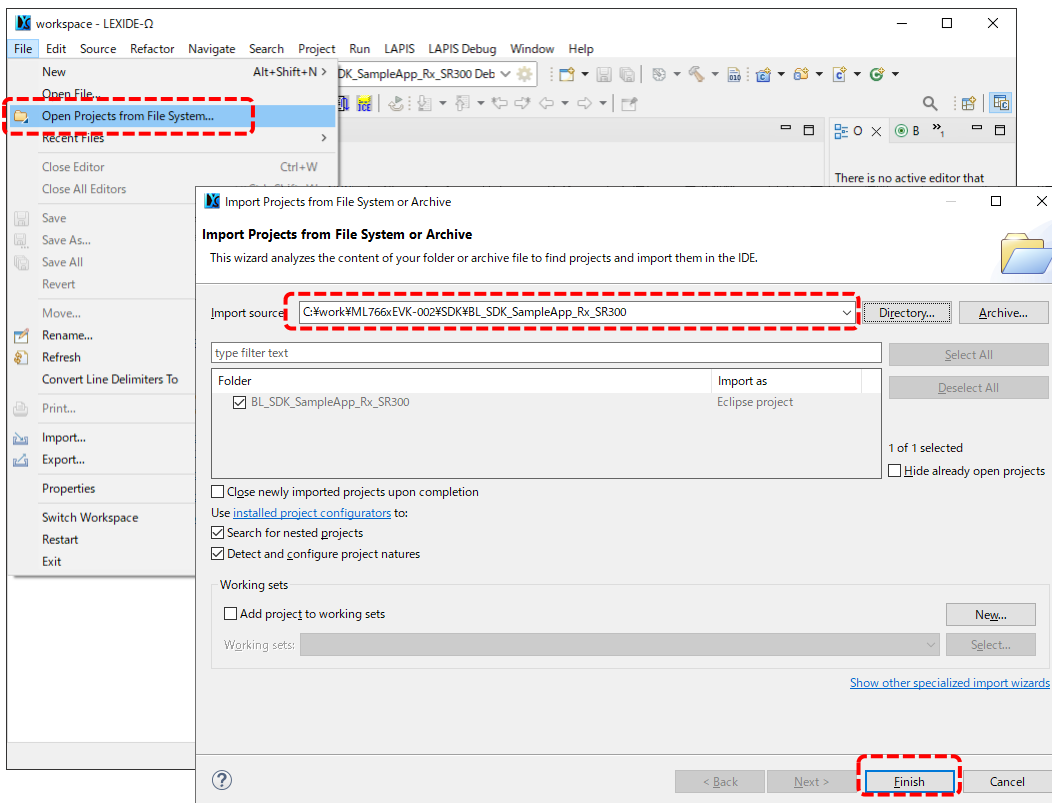 workspace - LEXIDE-Ω
File Edit Source Refactor Navigate Search Project Run LAPIS LAPIS Debug Window Help
New Alt+Shift+N >
DK_SampleApp_Rx_SR300 Deb
Open File...
Open Projects from File System...
Recent Files >
Close Editor Ctrl+W
Close All Editors
O B »1
There is no active editor that
Save
Save As...
Save All
Revert
Move...
Rename...
Refresh
Convert Line Delimiters To
Print...
Import...
Export...
Properties
Switch Workspace
Restart
Exit
Import Projects from File System or Archive
Import Projects from File System or Archive
This wizard analyzes the content of your folder or archive file to find projects and import them in the IDE.
Import source: C:¥work¥ML766xEVK-002¥SDK¥BL_SDK_SampleApp_Rx_SR300 Directory... Archive...
type filter text Select All
Folder Import as Deselect All
BL_SDK_SampleApp_Rx_SR300 Eclipse project
1 of 1 selected
Hide already open projects
Close newly imported projects upon completion
Use installed project configurators to:
Search for nested projects
Detect and configure project natures
Working sets
Add project to working sets New...
Working sets: Select...
Show other specialized import wizards
? < Back Next > Finish Cancel